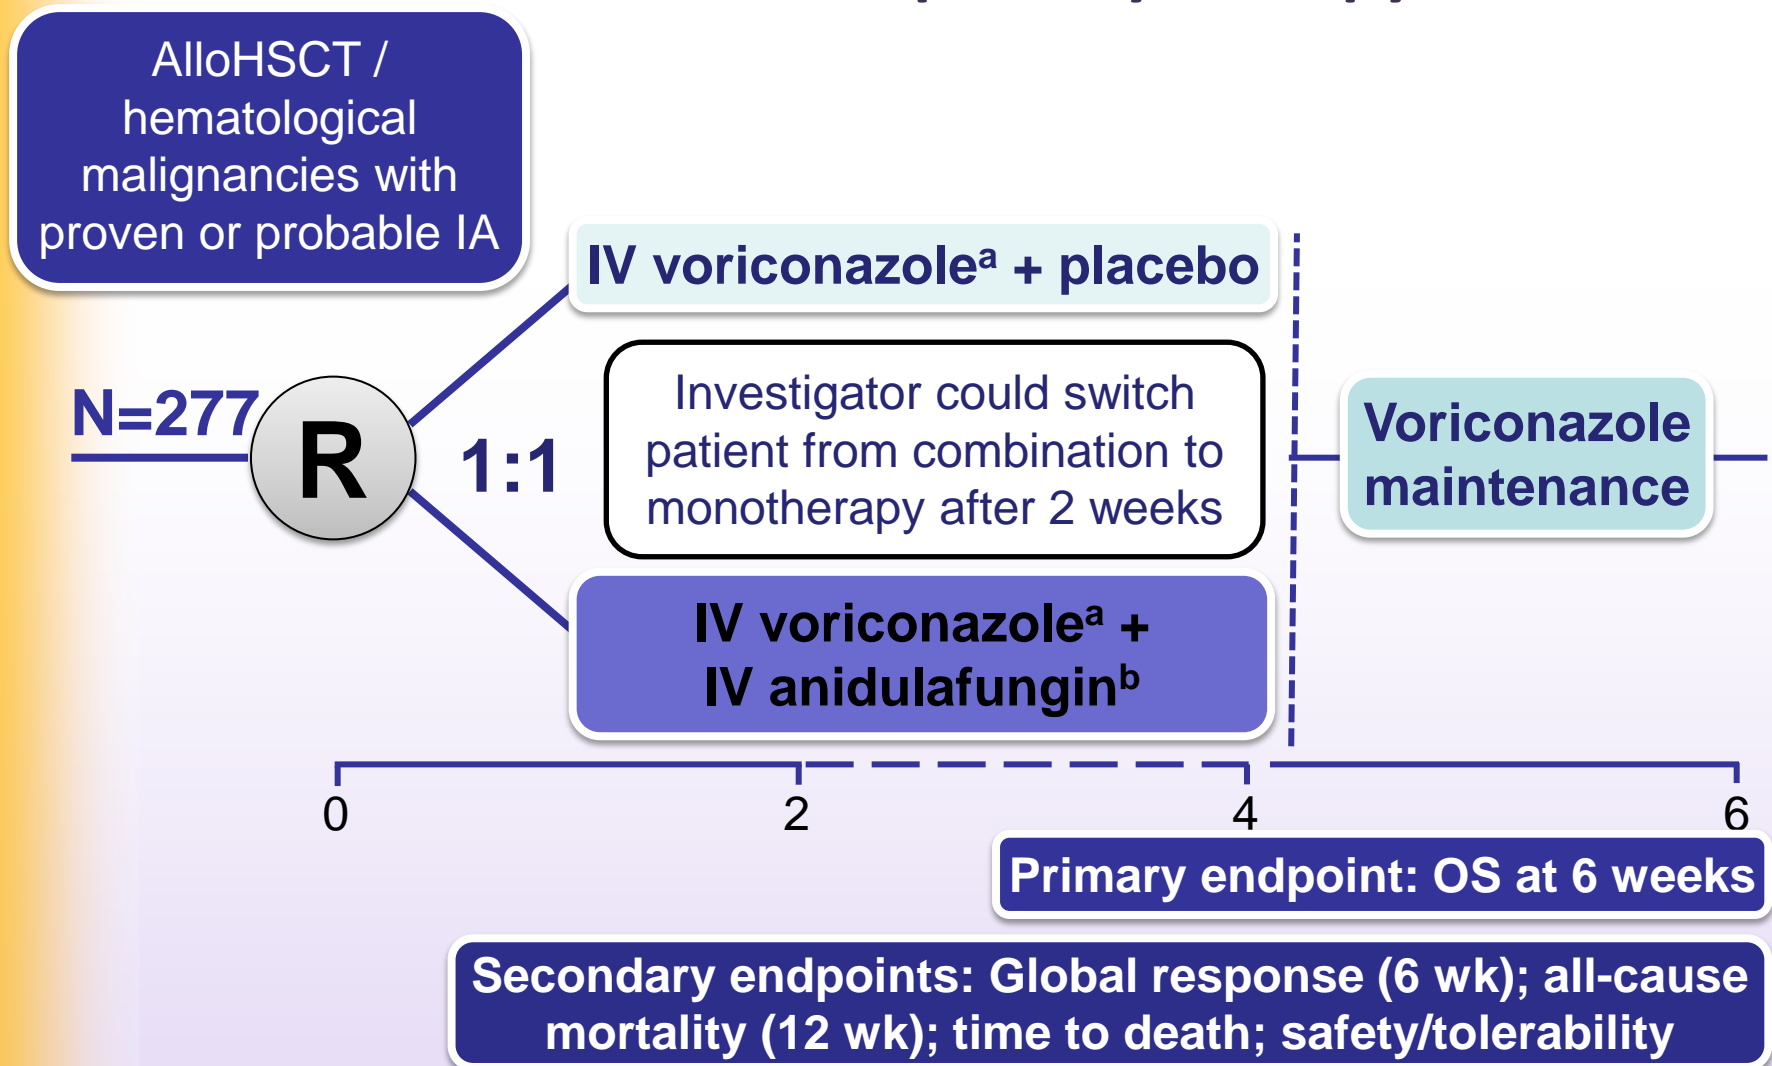 AlloHSCT /
hematological
malignancies with
proven or probable IA
IV voriconazoleᵃ + placebo
N=277
R
1:1
Investigator could switch
patient from combination to
monotherapy after 2 weeks
Voriconazole
maintenance
IV voriconazoleᵃ +
IV anidulafunginᵇ
0 2 4 6
Primary endpoint: OS at 6 weeks
Secondary endpoints: Global response (6 wk); all-cause
mortality (12 wk); time to death; safety/tolerability